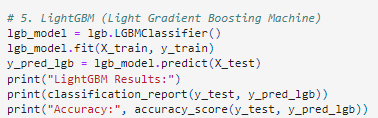 # 5. LightGBM (Light Gradient Boosting Machine)
lgb_model = lgb.LGBMClassifier()
lgb_model.fit(X_train, y_train)
y_pred_lgb = lgb_model.predict(X_test)
print("LightGBM Results:")
print(classification_report(y_test, y_pred_lgb))
print("Accuracy:", accuracy_score(y_test, y_pred_lgb))